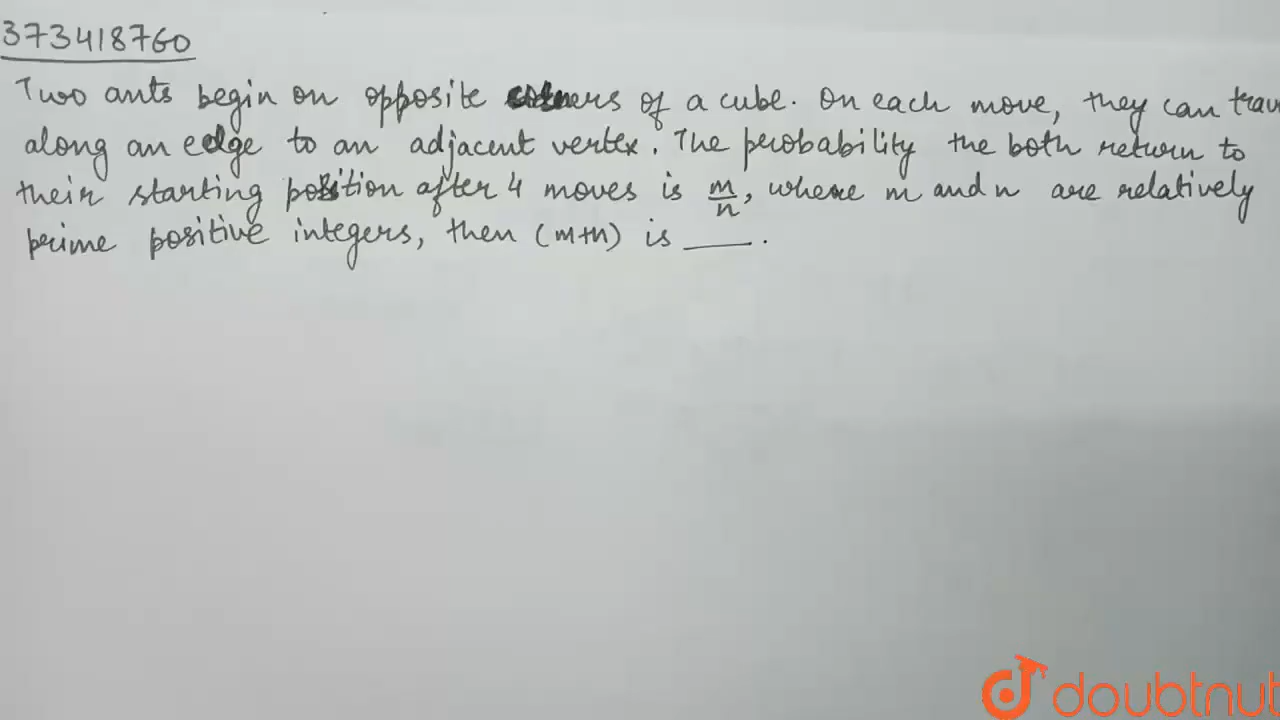 373418760
Two ants begin on opposite corners of a cube. On each move, they can trav
along an edge to an adjacent vertex. The probability the both return to
their starting position after 4 moves is m/n, where m and n are relatively
prime positive integers, then (m+n) is ____.
doubtnut